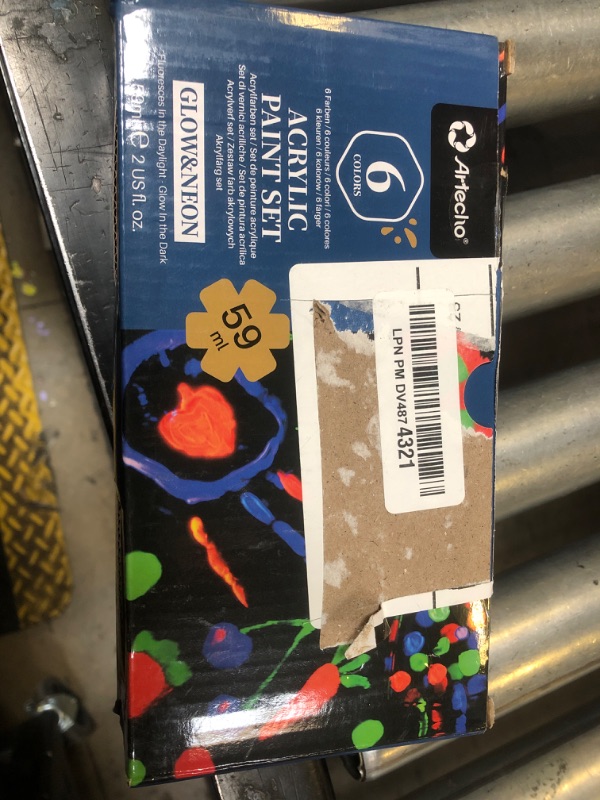 Artecho®
6
COLORS
6 Farben / 6 couleurs / 6 colori / 6 colores
6 kleuren / 6 kolorów / 6 färger
ACRYLIC
PAINT SET
Acrylfarben set / Set de peinture acrylique
Set di vernici acriliche / Set de pintura acrílica
Acrylverf set / Zestaw farb akrylowych
Akrylfärg set
GLOW&NEON
Fluoresces In the Daylight · Glow In the Dark
59ml ℮ 2 US fl. oz.
59
ml
LPN PM DV487 4321